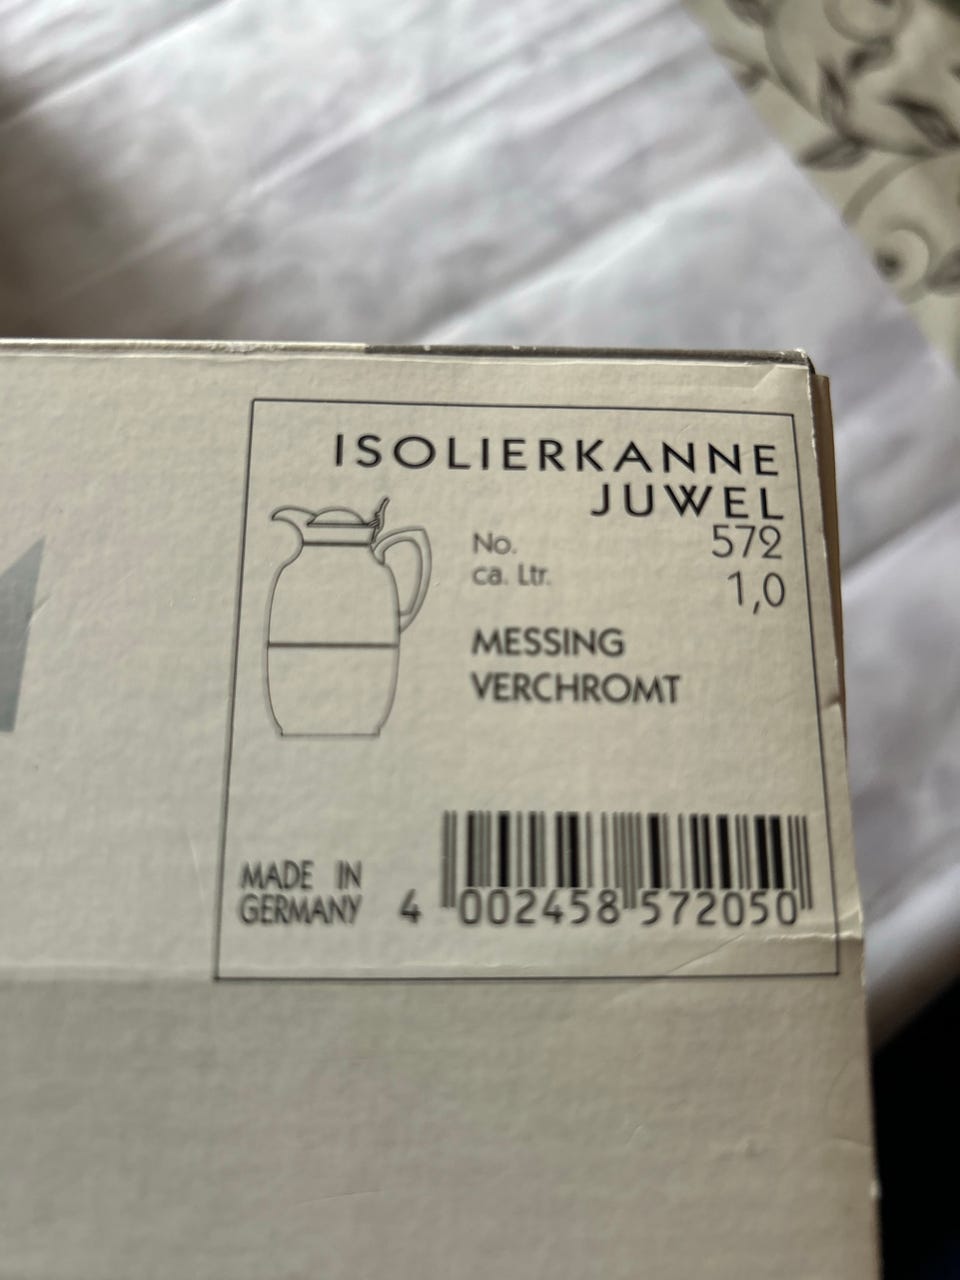 ISOLIERKANNE
JUWEL
No. 572
ca. Ltr. 1,0
MESSING
VERCHROMT
MADE IN
GERMANY
4 002458 572050